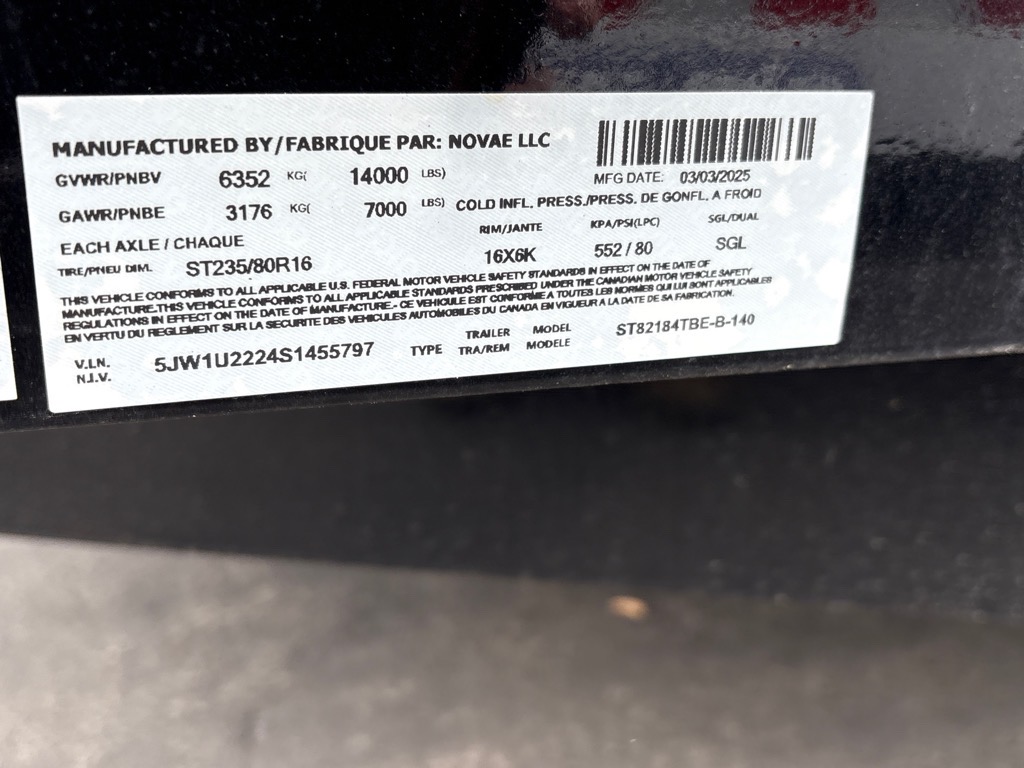 MANUFACTURED BY/FABRIQUE PAR: NOVAE LLC
MFG DATE: 03/03/2025
GVWR/PNBV 6352 KG( 14000 LBS)
GAWR/PNBE 3176 KG( 7000 LBS) COLD INFL. PRESS./PRESS. DE GONFL. A FROID
EACH AXLE / CHAQUE RIM/JANTE KPA/PSI(LPC) SGL/DUAL
TIRE/PNEU DIM. ST235/80R16 16X6K 552 / 80 SGL
THIS VEHICLE CONFORMS TO ALL APPLICABLE U.S. FEDERAL MOTOR VEHICLE SAFETY STANDARDS IN EFFECT ON THE DATE OF
MANUFACTURE.THIS VEHICLE CONFORMS TO ALL APPLICABLE STANDARDS PRESCRIBED UNDER THE CANADIAN MOTOR VEHICLE SAFETY
REGULATIONS IN EFFECT ON THE DATE OF MANUFACTURE.- CE VEHICULE EST CONFORME A TOUTES LES NORMES QUI LUI SONT APPLICABLES
EN VERTU DU REGLEMENT SUR LA SECURITE DES VEHICULES AUTOMOBILES DU CANADA EN VIGUEUR A LA DATE DE SA FABRICATION.
V.I.N. 5JW1U2224S1455797 TYPE TRAILER MODEL ST82184TBE-B-140
N.I.V. TRA/REM MODELE